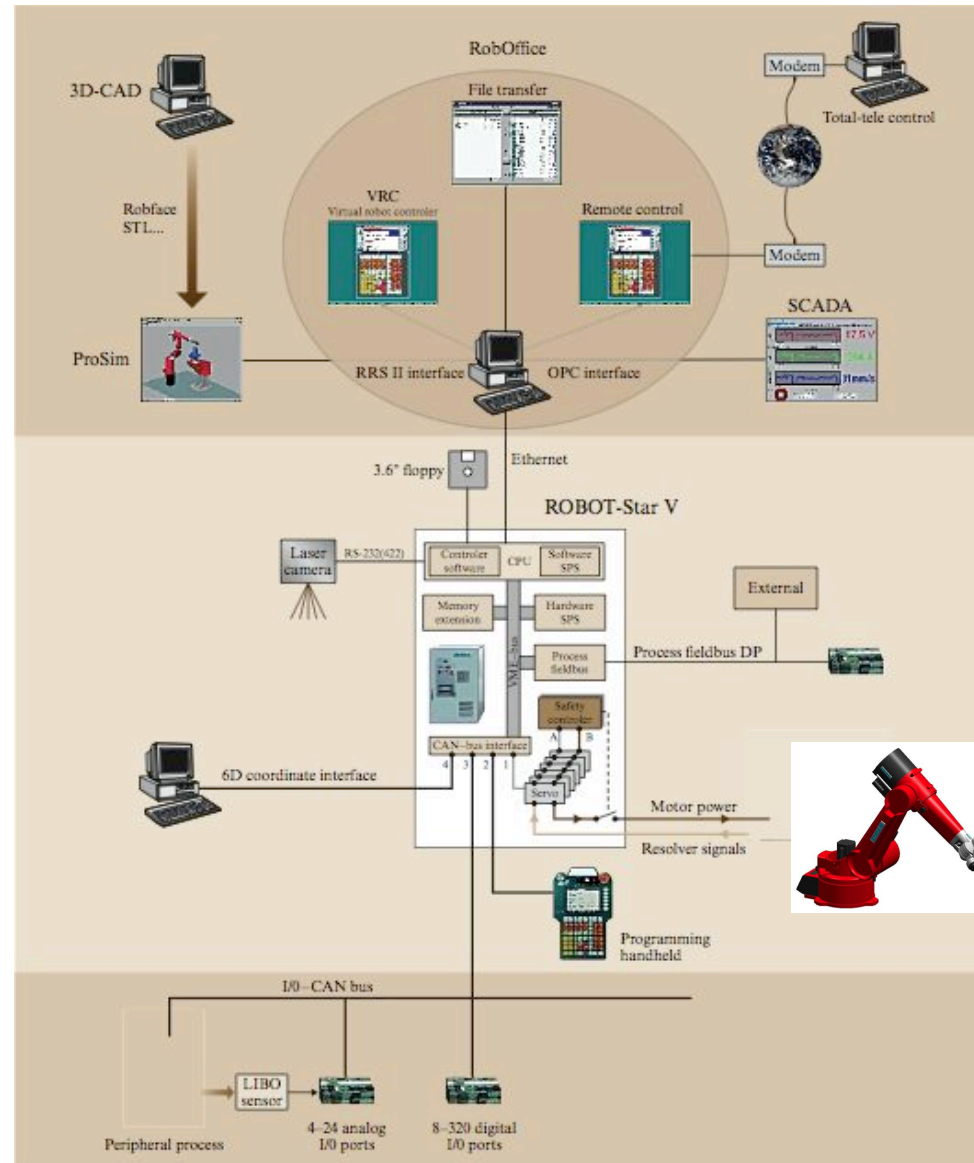 RobOffice
3D-CAD
File transfer
Modem
Total-tele control
Robface
STL...
VRC
Virtual robot controler
Remote control
Modem
SCADA
17.5 V
31mm/s
ProSim
RRS II interface
OPC interface
Ethernet
3.6" floppy
ROBOT-Star V
Laser
camera
RS-232(422)
Controler
software
CPU
Software
SPS
External
Memory
extension
Hardware
SPS
VME-bus
Process
fieldbus
Process fieldbus DP
Safety
controler
A
B
CAN-bus interface
4 3 2 1
6D coordinate interface
Servo
Motor power
Resolver signals
Programming
handheld
I/0-CAN bus
LIBO
sensor
4-24 analog
I/0 ports
8-320 digital
I/0 ports
Peripheral process